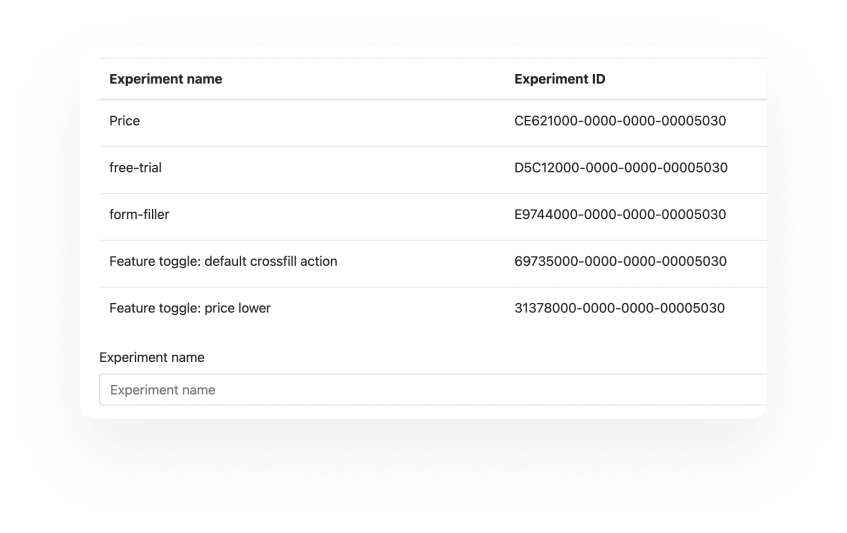 Experiment name Experiment ID
Price CE621000-0000-0000-00005030
free-trial D5C12000-0000-0000-00005030
form-filler E9744000-0000-0000-00005030
Feature toggle: default crossfill action 69735000-0000-0000-00005030
Feature toggle: price lower 31378000-0000-0000-00005030
Experiment name
Experiment name